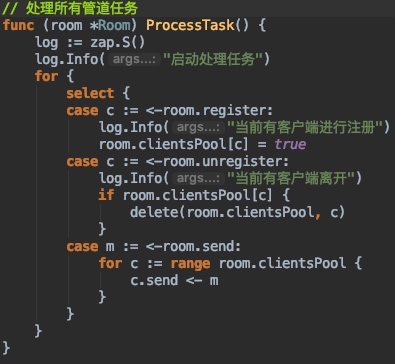 // 处理所有管道任务
func (room *Room) ProcessTask() {
    log := zap.S()
    log.Info( args...: "启动处理任务")
    for {
        select {
        case c := <-room.register:
            log.Info( args...: "当前有客户端进行注册")
            room.clientsPool[c] = true
        case c := <-room.unregister:
            log.Info( args...: "当前有客户端离开")
            if room.clientsPool[c] {
                delete(room.clientsPool, c)
            }
        case m := <-room.send:
            for c := range room.clientsPool {
                c.send <- m
            }
        }
    }
}